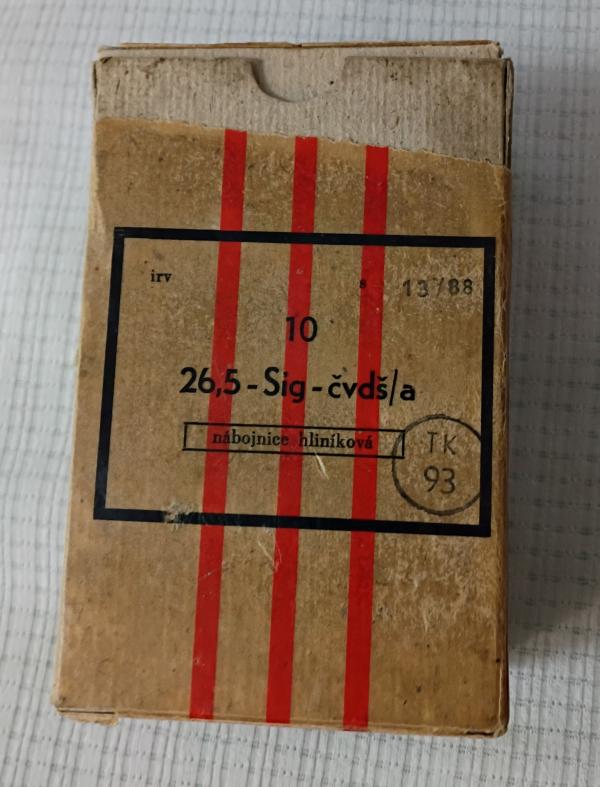 irv s 13/88
10
26,5-Sig-čvdš/a
nábojnice hliníková
TK
93